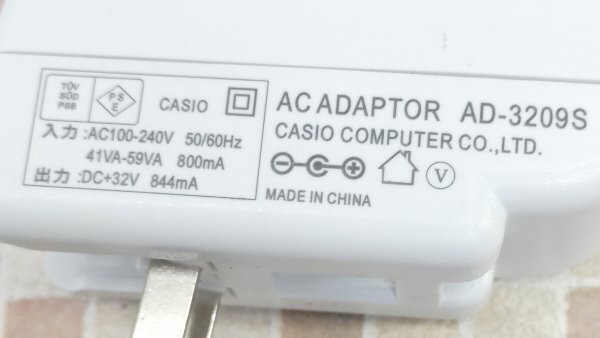 TÜV
SÜD
PSB
PS
E
CASIO
入力:AC100-240V 50/60Hz
41VA-59VA 800mA
出力:DC+32V 844mA
AC ADAPTOR AD-3209S
CASIO COMPUTER CO.,LTD.
V
MADE IN CHINA